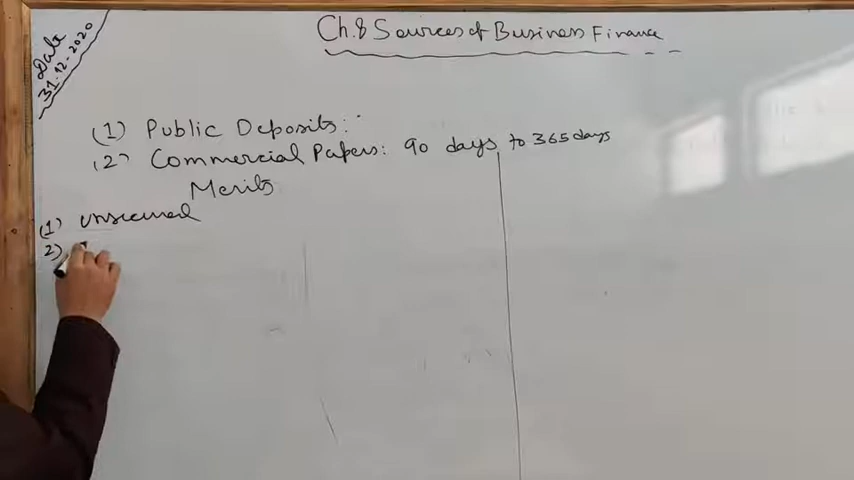 Date
31.12.2020
Ch.8 Sources of Business Finance
(1) Public Deposits:
(2) Commercial Papers: 90 days to 365 days
Merits
(1) unsecured
2)